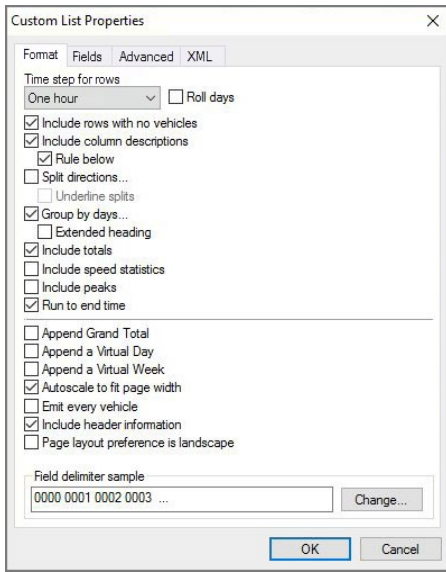 Custom List Properties
Format Fields Advanced XML
Time step for rows
One hour Roll days
Include rows with no vehicles
Include column descriptions
Rule below
Split directions...
Underline splits
Group by days...
Extended heading
Include totals
Include speed statistics
Include peaks
Run to end time
Append Grand Total
Append a Virtual Day
Append a Virtual Week
Autoscale to fit page width
Emit every vehicle
Include header information
Page layout preference is landscape
Field delimiter sample
0000 0001 0002 0003 ... Change...
OK Cancel